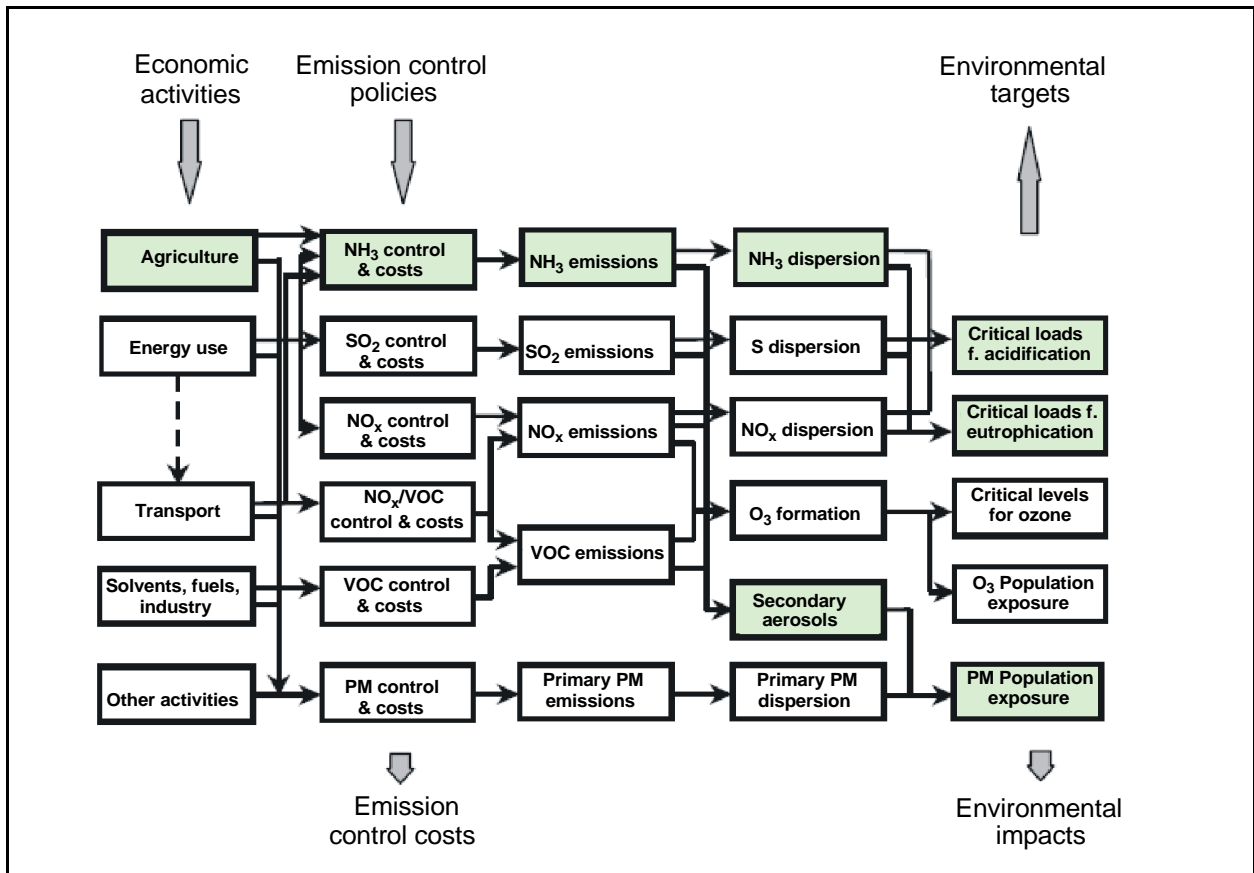 Economic
activities
Emission control
policies
Environmental
targets
Agriculture
NH₃ control
& costs
NH₃ emissions
NH₃ dispersion
Energy use
SO₂ control
& costs
SO₂ emissions
S dispersion
Critical loads
f. acidification
NOₓ control
& costs
NOₓ emissions
NOₓ dispersion
Critical loads f.
eutrophication
Transport
NOₓ/VOC
control & costs
VOC emissions
O₃ formation
Critical levels
for ozone
Solvents, fuels,
industry
VOC control
& costs
Secondary
aerosols
O₃ Population
exposure
Other activities
PM control
& costs
Primary PM
emissions
Primary PM
dispersion
PM Population
exposure
Emission
control costs
Environmental
impacts